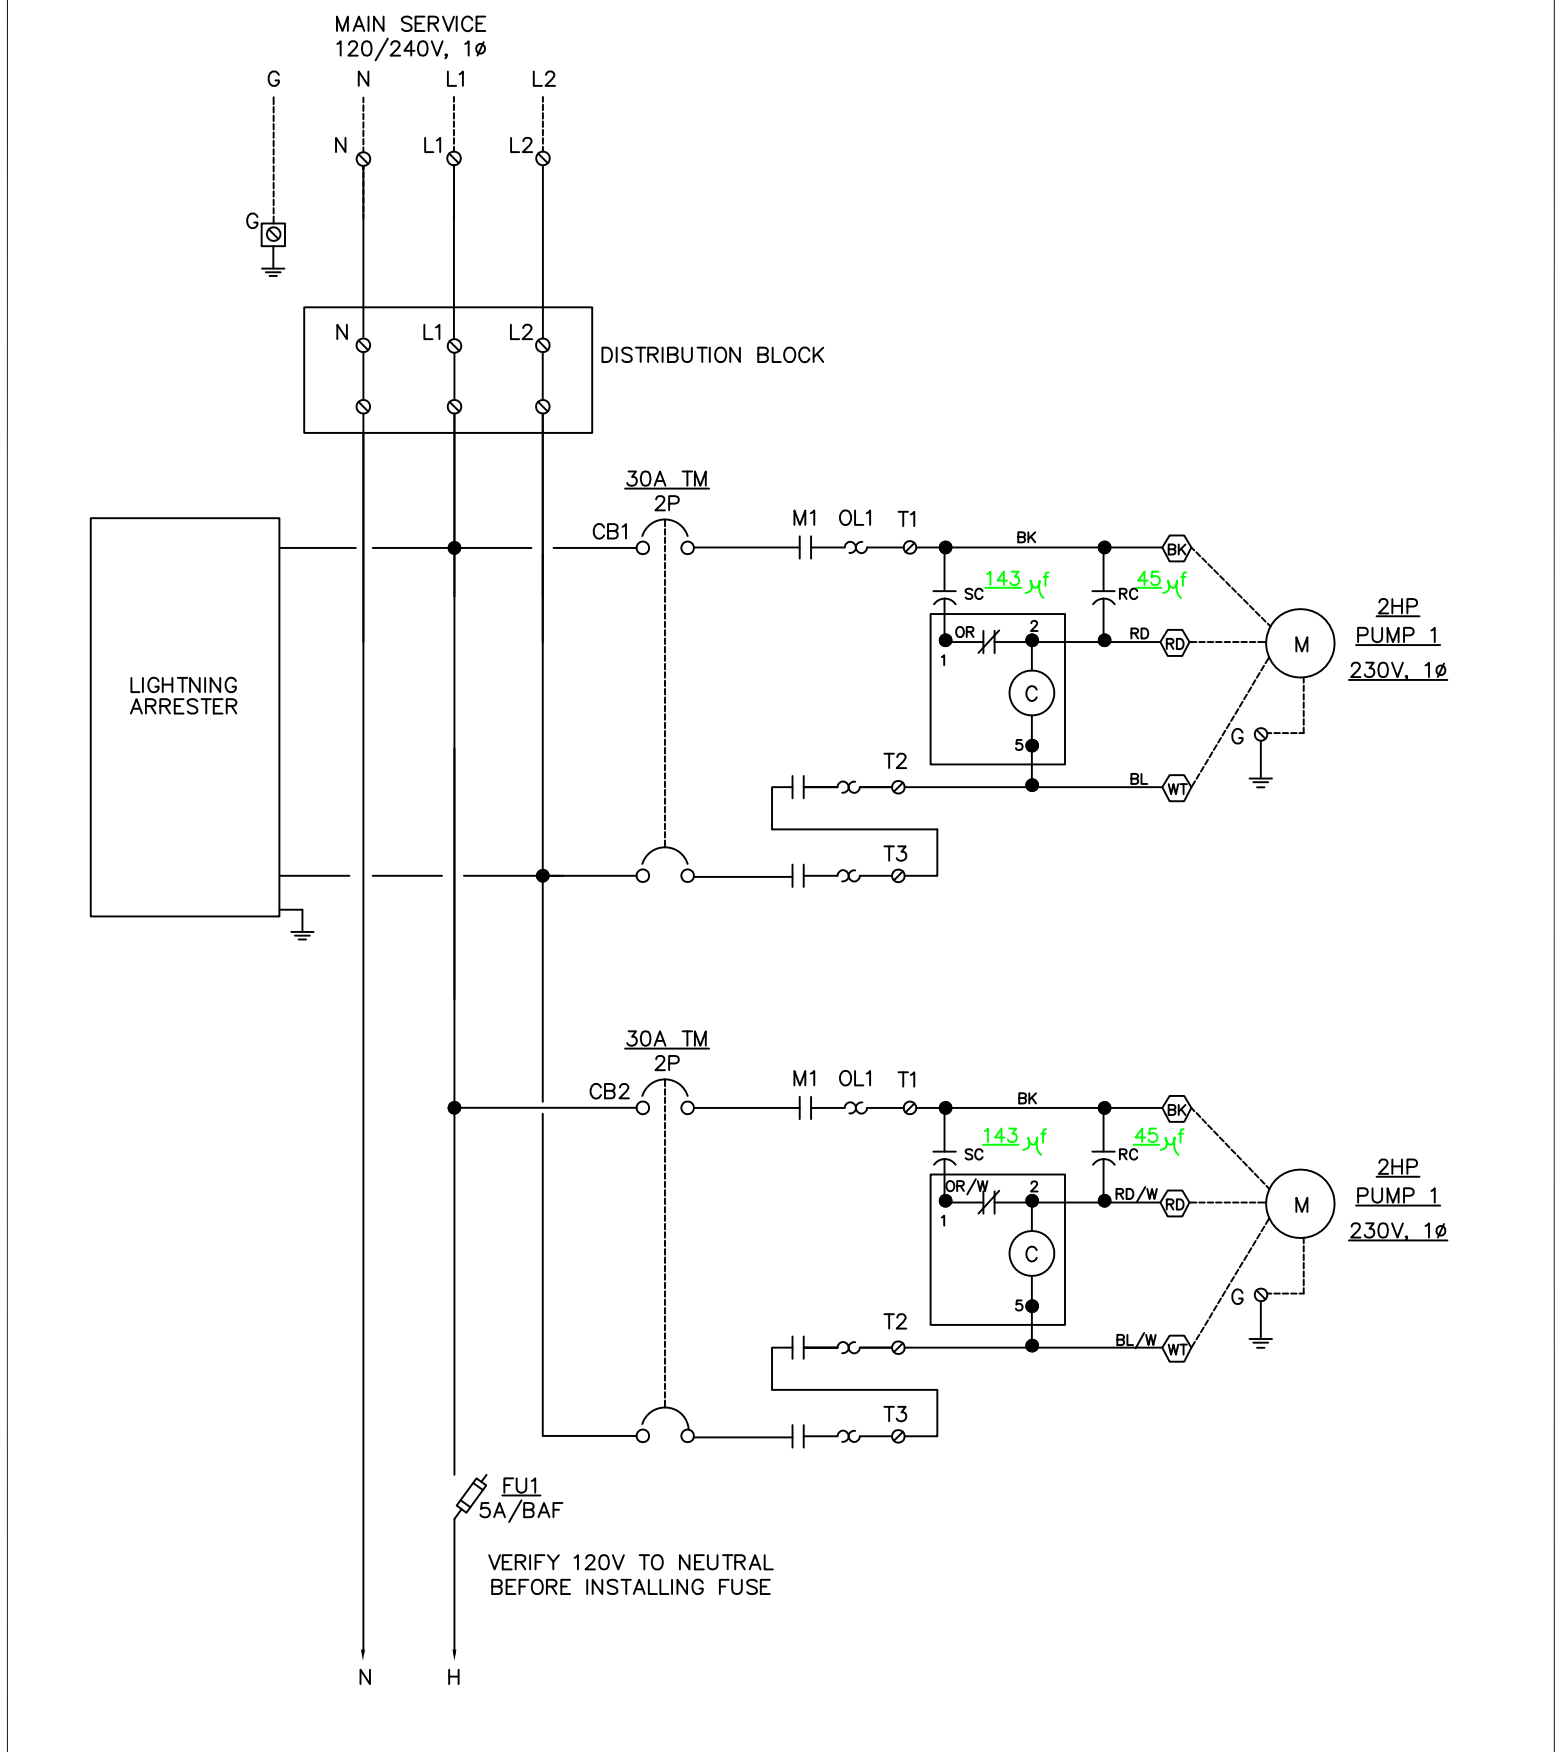 MAIN SERVICE
120/240V, 1ø
G N L1 L2
N L1 L2
G
N L1 L2
DISTRIBUTION BLOCK
30A TM
2P
CB1 M1 OL1 T1
BK BK
SC 143 µf RC 45 µf
OR 2 RD RD
1
C
5
M
2HP
PUMP 1
230V, 1ø
G
LIGHTNING
ARRESTER
T2 BL WT
T3
30A TM
2P
CB2 M1 OL1 T1
BK BK
SC 143 µf RC 45 µf
OR/W 2 RD/W RD
1
C
5
M
2HP
PUMP 1
230V, 1ø
G
T2 BL/W WT
T3
FU1
5A/BAF
VERIFY 120V TO NEUTRAL
BEFORE INSTALLING FUSE
N H